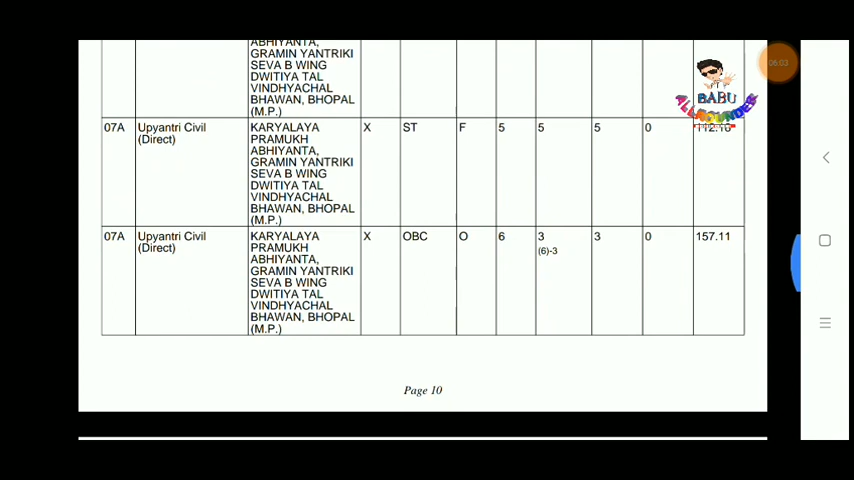 06:03
BABU
ALLROUNDER
ABHIYANTA,
GRAMIN YANTRIKI
SEVA B WING
DWITIYA TAL
VINDHYACHAL
BHAWAN, BHOPAL
(M.P.)
07A Upyantri Civil (Direct) KARYALAYA X ST F 5 5 5 0
PRAMUKH
ABHIYANTA,
GRAMIN YANTRIKI
SEVA B WING
DWITIYA TAL
VINDHYACHAL
BHAWAN, BHOPAL
(M.P.)
07A Upyantri Civil (Direct) KARYALAYA X OBC O 6 3 (6)-3 3 0 157.11
PRAMUKH
ABHIYANTA,
GRAMIN YANTRIKI
SEVA B WING
DWITIYA TAL
VINDHYACHAL
BHAWAN, BHOPAL
(M.P.)
Page 10